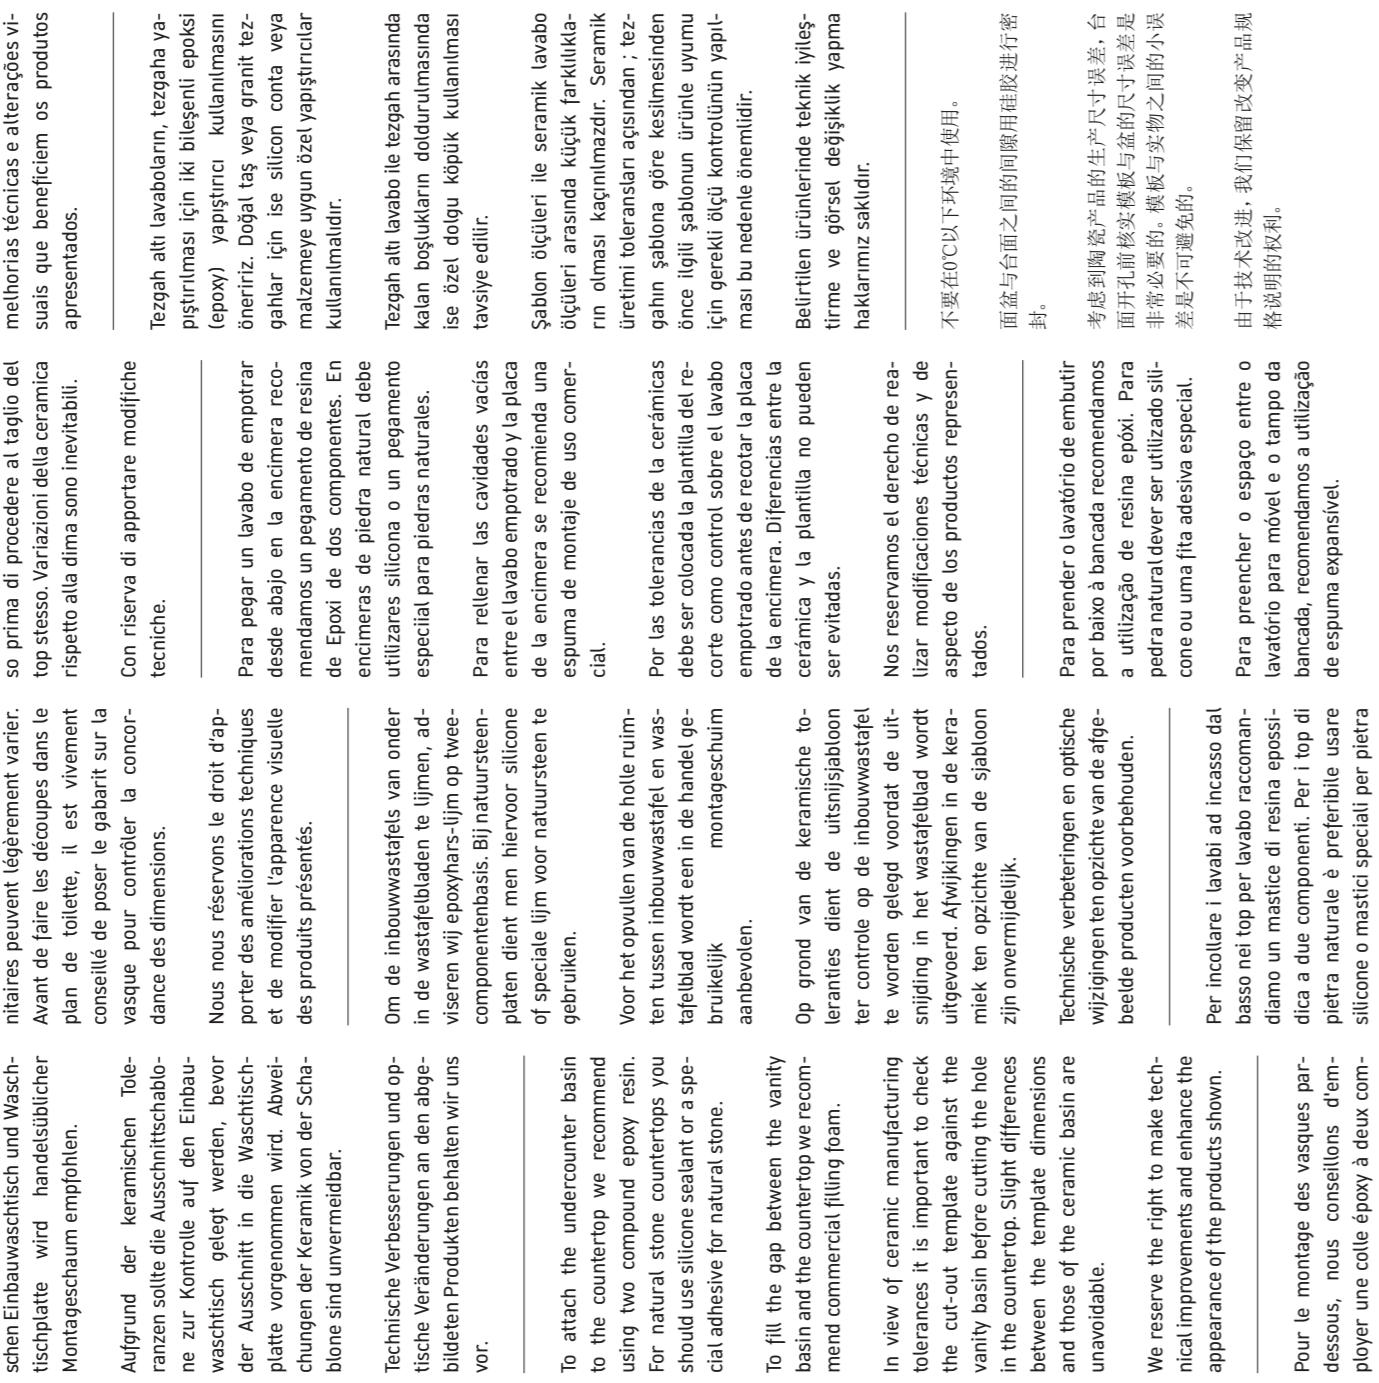 schen Einbauwaschtisch und Wasch-
tischplatte wird handelsüblicher
Montageschaum empfohlen.
Aufgrund der keramischen Tole-
ranzen sollte die Ausschnittschablo-
ne zur Kontrolle auf den Einbau-
waschtisch gelegt werden, bevor
der Ausschnitt in die Waschtisch-
platte vorgenommen wird. Abwei-
chungen der Keramik von der Scha-
blone sind unvermeidbar.
Technische Verbesserungen und op-
tische Veränderungen an den abge-
bildeten Produkten behalten wir uns
vor.
To attach the undercounter basin
to the countertop we recommend
using two compound epoxy resin.
For natural stone countertops you
should use silicone sealant or a spe-
cial adhesive for natural stone.
To fill the gap between the vanity
basin and the countertop we recom-
mend commercial filling foam.
In view of ceramic manufacturing
tolerances it is important to check
the cut-out template against the
vanity basin before cutting the hole
in the countertop. Slight differences
between the template dimensions
and those of the ceramic basin are
unavoidable.
We reserve the right to make tech-
nical improvements and enhance the
appearance of the products shown.
Pour le montage des vasques par-
dessous, nous conseillons d'em-
ployer une colle époxy à deux com-
nitaires peuvent légèrement varier.
Avant de faire les découpes dans le
plan de toilette, il est vivement
conseillé de poser le gabarit sur la
vasque pour contrôler la concor-
dance des dimensions.
Nous nous réservons le droit d'ap-
porter des améliorations techniques
et de modifier l'apparence visuelle
des produits présentés.
Om de inbouwwastafels van onder
in de wastafelbladen te lijmen, ad-
viseren wij epoxyhars-lijm op twee-
componentenbasis. Bij natuursteen-
platen dient men hiervoor silicone
of speciale lijm voor natuursten te
gebruiken.
Voor het opvullen van de holle ruim-
ten tussen inbouwwastafel en was-
tafelblad wordt een in de handel ge-
bruikelijk montageschuim
aanbevolen.
Op grond van de keramische to-
leranties dient de uitsnijsjabloon
ter controle op de inbouwwastafel
te worden gelegd voordat de uit-
snijding in het wastafelblad wordt
uitgevoerd. Afwijkingen in de kera-
miek ten opzichte van de sjabloon
zijn onvermijdelijk.
Technische verbeteringen en optische
wijzigingen ten opzichte van de afge-
beelde producten voorbehouden.
Per incollare i lavabi ad incasso dal
basso nei top per lavabo raccoman-
diamo un mastice di resina epossi-
dica a due componenti. Per i top di
pietra naturale è preferibile usare
silicone o mastici speciali per pietra
so prima di procedere al taglio del
top stesso. Variazioni della ceramica
rispetto alla dima sono inevitabili.
Con riserva di apportare modifiche
tecniche.
Para pegar un lavabo de empotrar
desde abajo en la encimera reco-
mendamos un pegamento de resina
de Epoxi de dos componentes. En
encimeras de piedra natural debe
utilizares silicona o un pegamento
especiial para piedras naturales.
Para rellenar las cavidades vacías
entre el lavabo empotrado y la placa
de la encimera se recomienda una
espuma de montaje de uso comer-
cial.
Por las tolerancias de la cerámicas
debe ser colocada la plantilla del re-
corte como control sobre el lavabo
empotrado antes de recotar la placa
de la encimera. Diferencias entre la
cerámica y la plantilla no pueden
ser evitadas.
Nos reservamos el derecho de rea-
lizar modificaciones técnicas y de
aspecto de los productos represen-
tados.
Para prender o lavatório de embutir
por baixo à bancada recomendamos
a utilização de resina epóxi. Para
pedra natural dever ser utilizado sili-
cone ou uma fita adesiva especial.
Para preencher o espaço entre o
lavatório para móvel e o tampo da
bancada, recomendamos a utilização
de espuma expansível.
melhorias técnicas e alterações vi-
suais que beneficiem os produtos
apresentados.
Tezgah altı lavaboların, tezgaha ya-
pıştırılması için iki bileşenli epoksi
(epoxy) yapıştırıcı kullanılmasını
öneririz. Doğal taş veya granit tez-
gahlar için ise silicon conta veya
malzemeye uygun özel yapıştırıcılar
kullanılmalıdır.
Tezgah altı lavabo ile tezgah arasında
kalan boşlukların doldurulmasında
ise özel dolgu köpük kullanılması
tavsiye edilir.
Şablon ölçüleri ile seramik lavabo
ölçüleri arasında küçük farklılıkla-
rın olması kaçınılmazdır. Seramik
üretimi toleransları açısından ; tez-
gahın şablona göre kesilmesinden
önce ilgili şablonun ürünle uyumu
için gerekli ölçü kontrolünün yapıl-
ması bu nedenle önemlidir.
Belirtilen ürünlerinde teknik iyileş-
tirme ve görsel değişiklik yapma
haklarımız saklıdır.
不要在0℃以下环境中使用。
面盆与台面之间的间隙用硅胶进行密
封。
考虑到陶瓷产品的生产尺寸误差，台
面开孔前核实模板与盆的尺寸误差是
非常必要的。模板与实物之间的小误
差是不可避免的。
由于技术改进，我们保留改变产品规
格说明的权利。